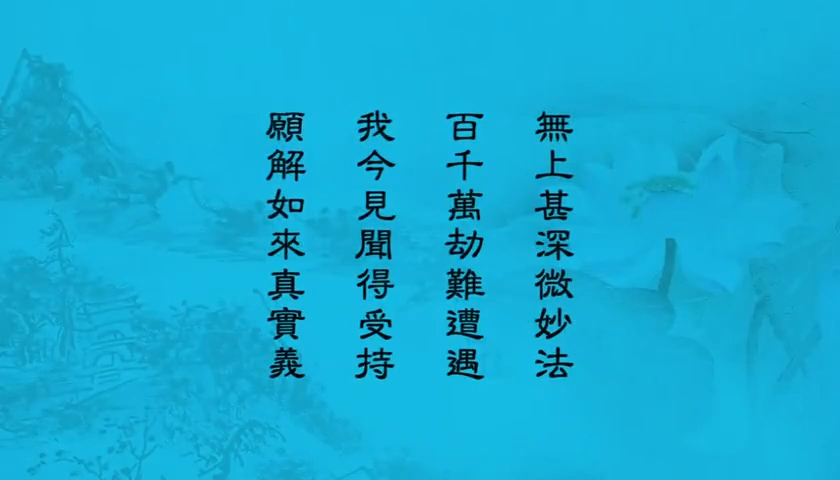 無上甚深微妙法
百千萬劫難遭遇
我今見聞得受持
願解如來真實義